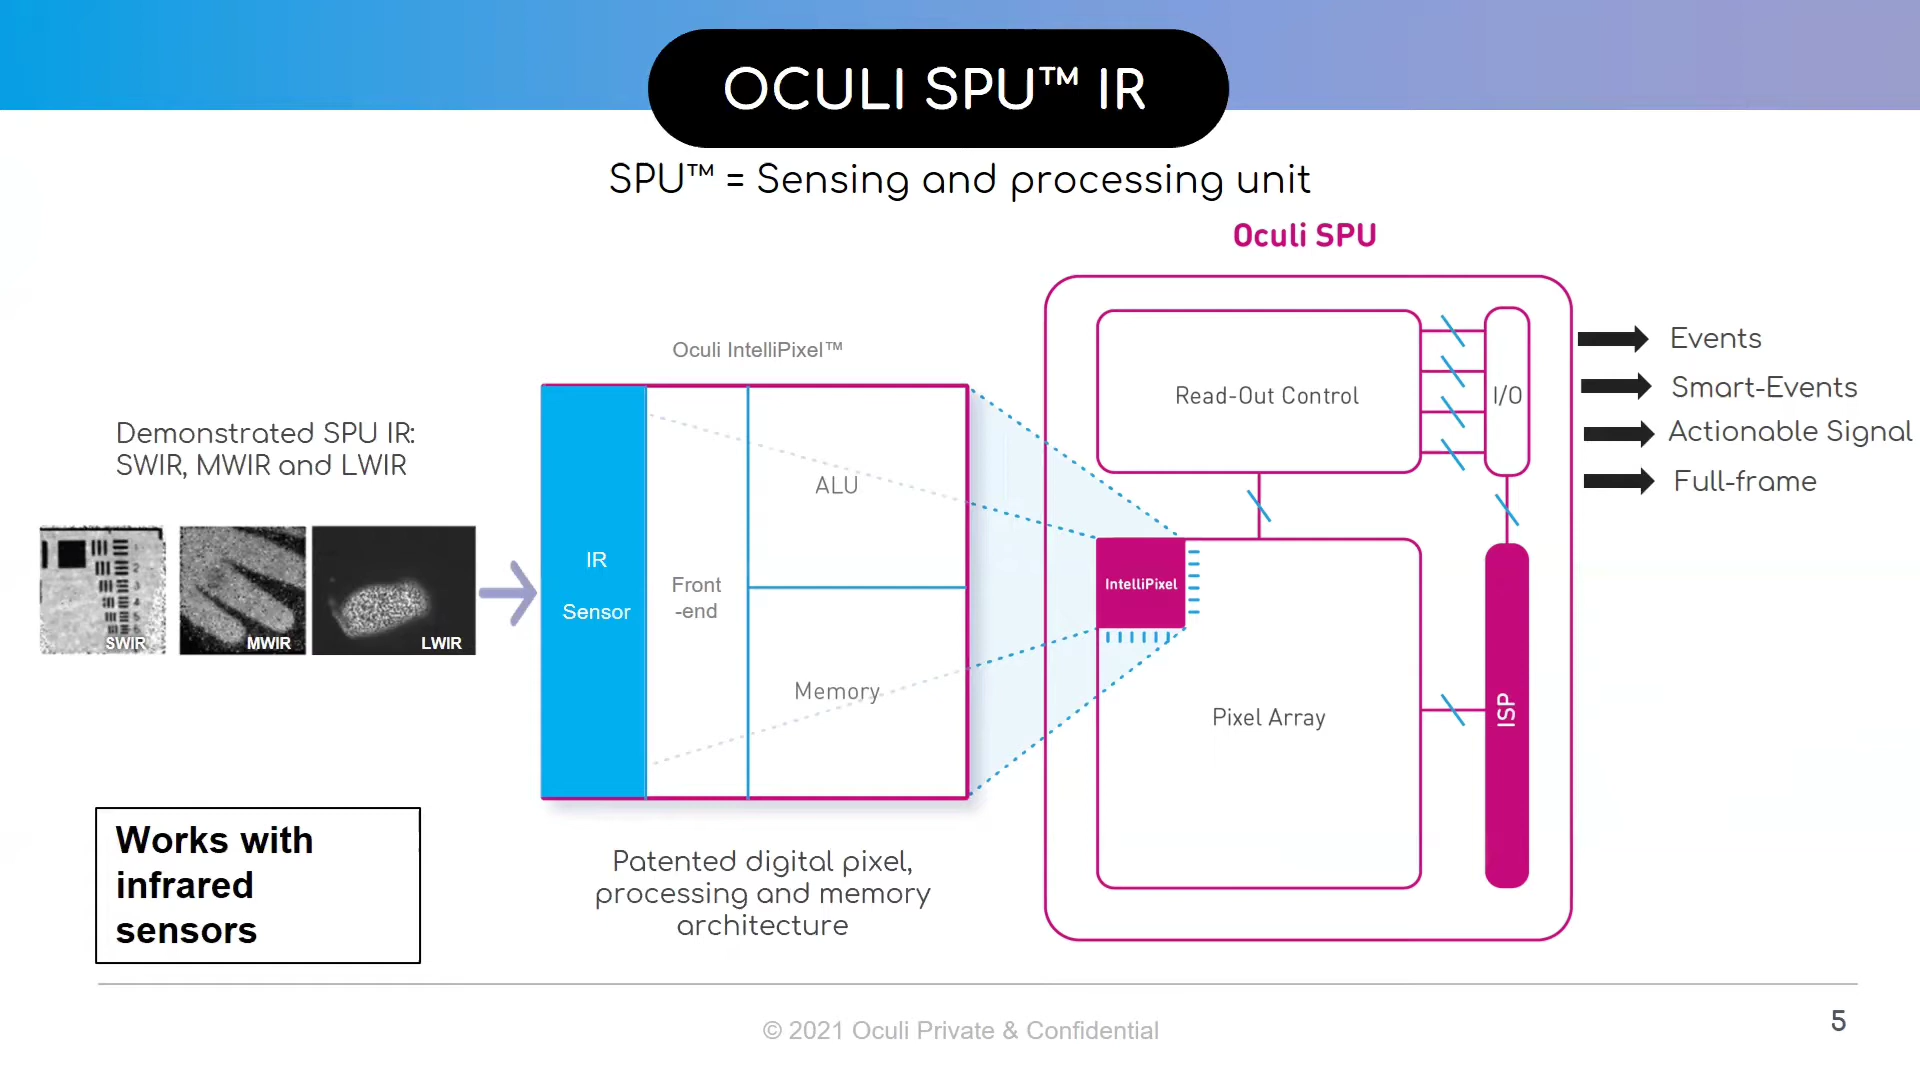 OCULI SPU™ IR
SPU™ = Sensing and processing unit
Oculi SPU
Oculi IntelliPixel™
Demonstrated SPU IR:
SWIR, MWIR and LWIR
SWIR
MWIR
LWIR
IR
Sensor
Front
-end
ALU
Memory
Patented digital pixel,
processing and memory
architecture
Read-Out Control
I/O
IntelliPixel
Pixel Array
ISP
Events
Smart-Events
Actionable Signal
Full-frame
Works with
infrared
sensors
© 2021 Oculi Private & Confidential
5